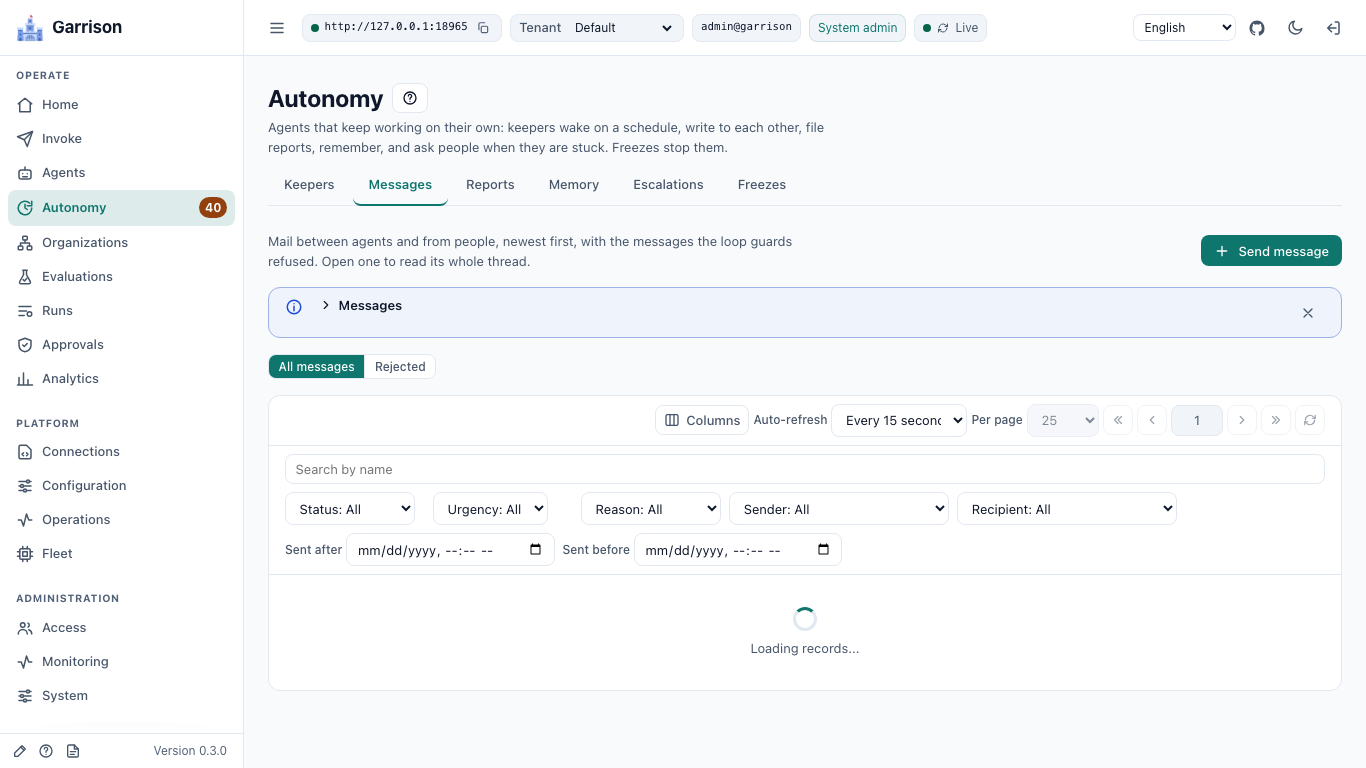 Garrison
http://127.0.0.1:18965
Tenant Default
admin@garrison
System admin
Live
English
OPERATE
Home
Invoke
Agents
Autonomy 40
Organizations
Evaluations
Runs
Approvals
Analytics
PLATFORM
Connections
Configuration
Operations
Fleet
ADMINISTRATION
Access
Monitoring
System
Version 0.3.0
Autonomy
Agents that keep working on their own: keepers wake on a schedule, write to each other, file
reports, remember, and ask people when they are stuck. Freezes stop them.
Keepers Messages Reports Memory Escalations Freezes
Mail between agents and from people, newest first, with the messages the loop guards
refused. Open one to read its whole thread.
Send message
Messages
All messages Rejected
Columns Auto-refresh Every 15 second Per page 25 1
Search by name
Status: All Urgency: All Reason: All Sender: All Recipient: All
Sent after mm/dd/yyyy, --:-- -- Sent before mm/dd/yyyy, --:-- --
Loading records...